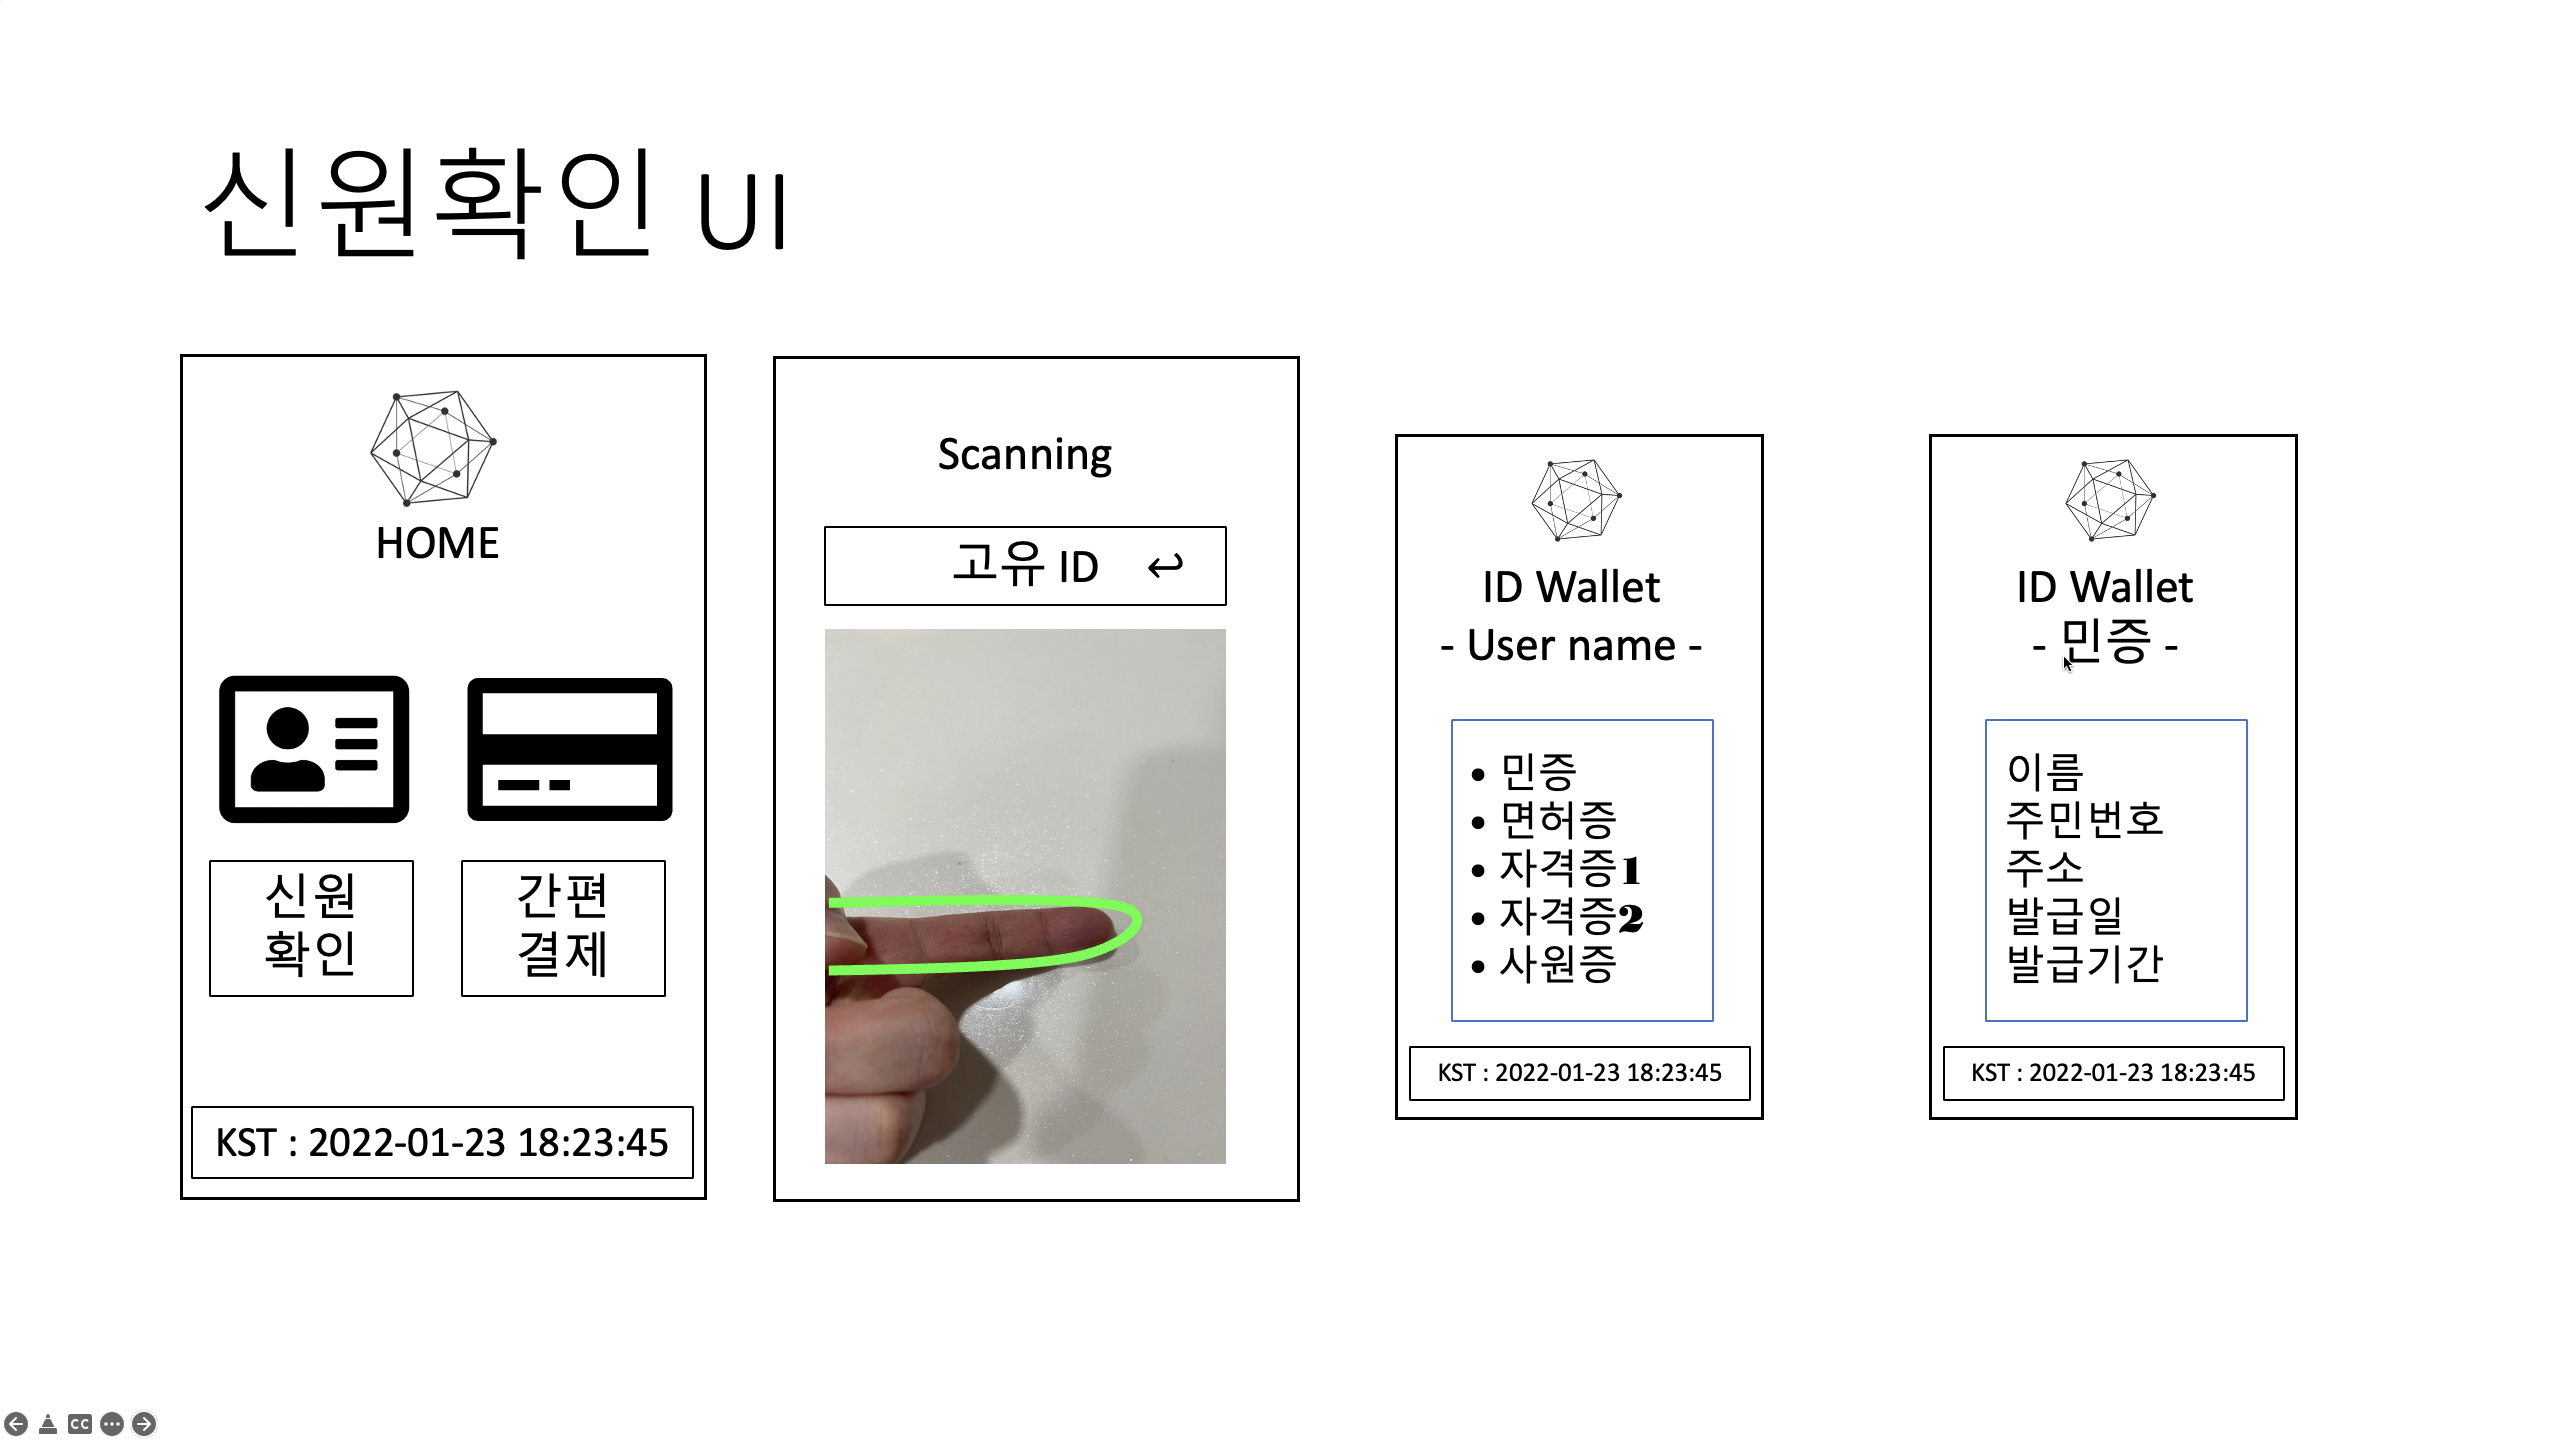 신원확인 UI
HOME
신원
확인
간편
결제
KST : 2022-01-23 18:23:45
Scanning
고유 ID ↩
ID Wallet
- User name -
• 민증
• 면허증
• 자격증1
• 자격증2
• 사원증
KST : 2022-01-23 18:23:45
ID Wallet
- 민증 -
이름
주민번호
주소
발급일
발급기간
KST : 2022-01-23 18:23:45
CC